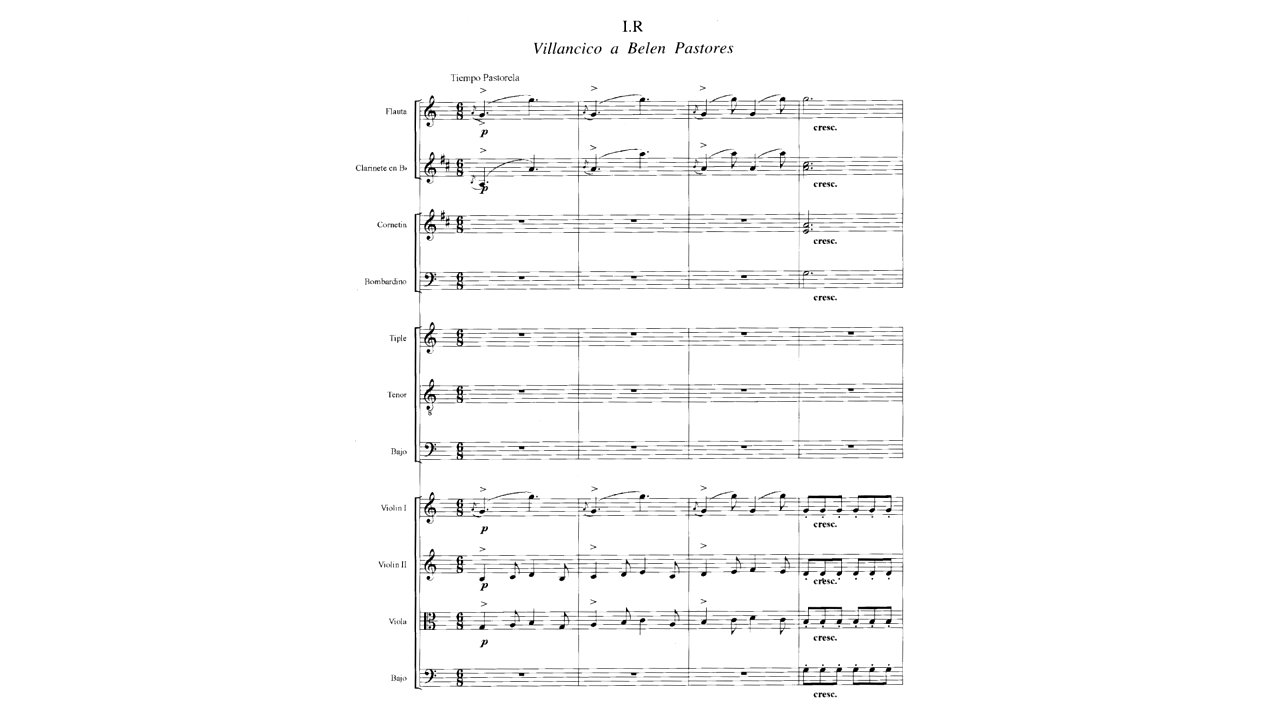 I.R
Villancico a Belen Pastores
Tiempo Pastorela
Flauta
p
cresc.
Clarinete en B♭
p
cresc.
Cornetin
cresc.
Bombardino
cresc.
Tiple
Tenor
Bajo
Violin I
p
cresc.
Violin II
p
cresc.
Viola
p
cresc.
Bajo
cresc.